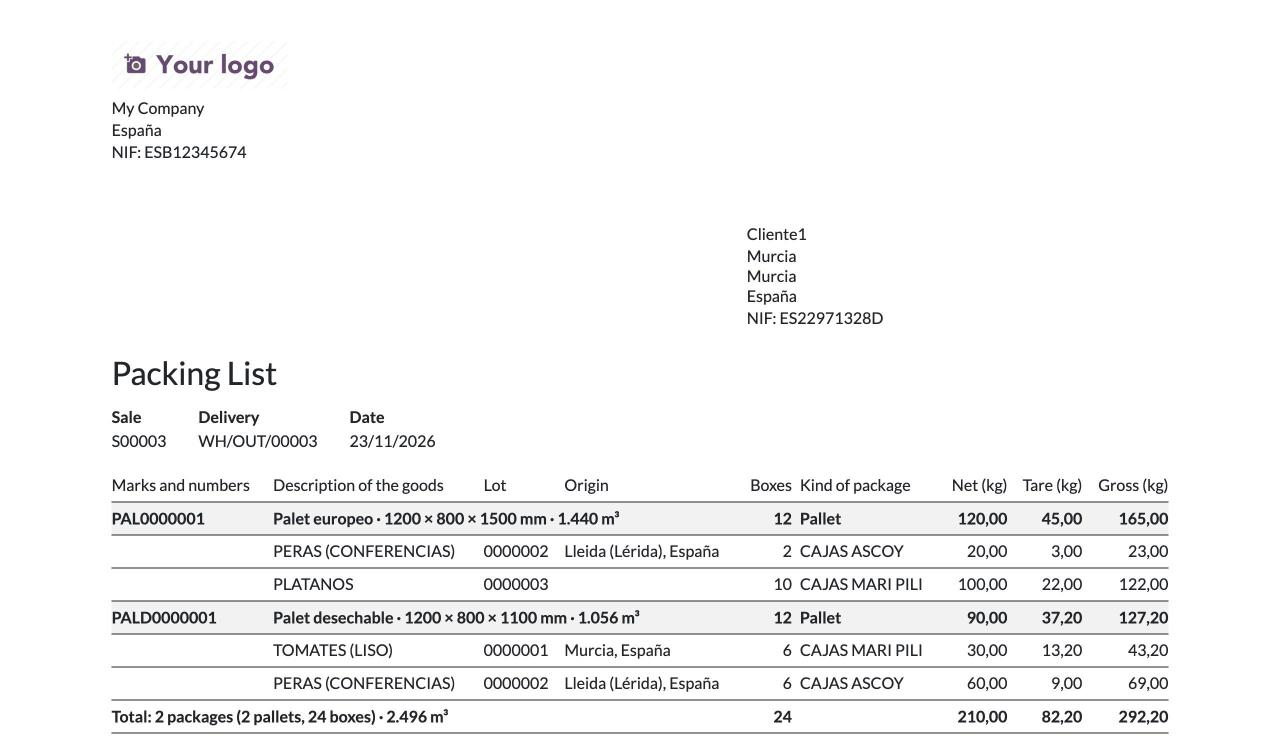 Your logo
My Company
España
NIF: ESB12345674
Cliente1
Murcia
Murcia
España
NIF: ES22971328D
Packing List
Sale Delivery Date
S00003 WH/OUT/00003 23/11/2026
Marks and numbers Description of the goods Lot Origin Boxes Kind of package Net (kg) Tare (kg) Gross (kg)
PAL0000001 Palet europeo · 1200 × 800 × 1500 mm · 1.440 m³ 12 Pallet 120,00 45,00 165,00
PERAS (CONFERENCIAS) 0000002 Lleida (Lérida), España 2 CAJAS ASCOY 20,00 3,00 23,00
PLATANOS 0000003 10 CAJAS MARI PILI 100,00 22,00 122,00
PALD0000001 Palet desechable · 1200 × 800 × 1100 mm · 1.056 m³ 12 Pallet 90,00 37,20 127,20
TOMATES (LISO) 0000001 Murcia, España 6 CAJAS MARI PILI 30,00 13,20 43,20
PERAS (CONFERENCIAS) 0000002 Lleida (Lérida), España 6 CAJAS ASCOY 60,00 9,00 69,00
Total: 2 packages (2 pallets, 24 boxes) · 2.496 m³ 24 210,00 82,20 292,20